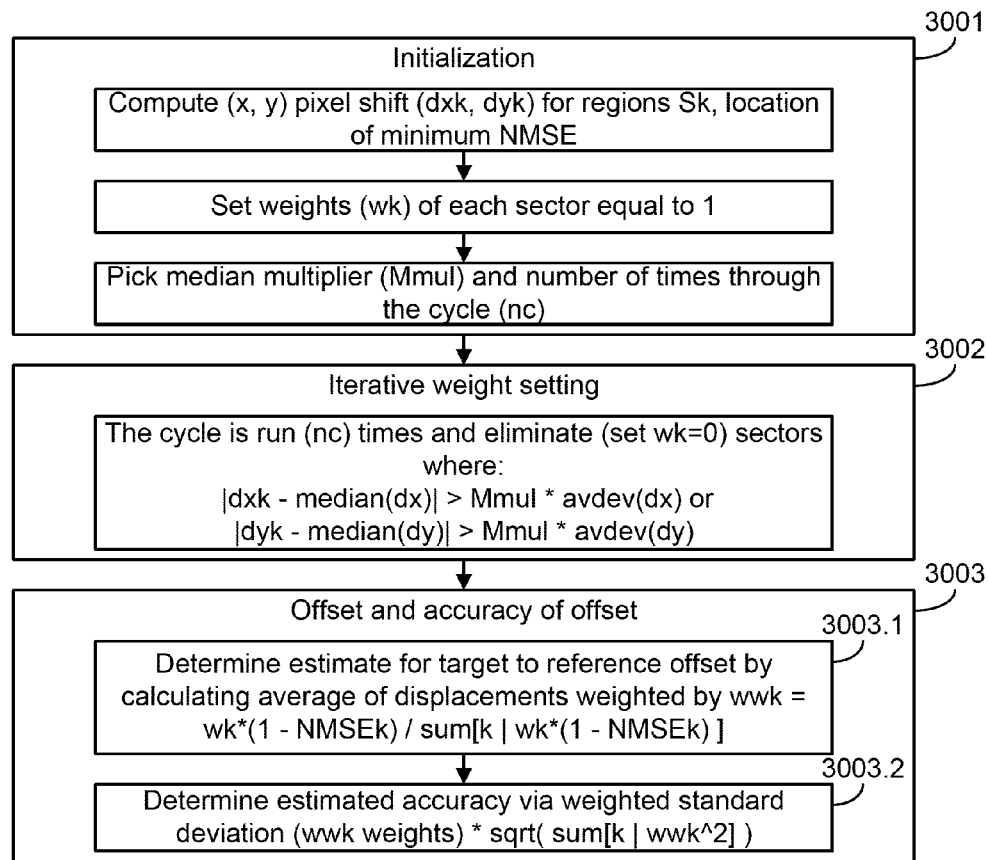 3001
Initialization
Compute (x, y) pixel shift (dxk, dyk) for regions Sk, location
of minimum NMSE
Set weights (wk) of each sector equal to 1
Pick median multiplier (Mmul) and number of times through
the cycle (nc)
3002
Iterative weight setting
The cycle is run (nc) times and eliminate (set wk=0) sectors
where:
|dxk - median(dx)| > Mmul * avdev(dx) or
|dyk - median(dy)| > Mmul * avdev(dy)
3003
Offset and accuracy of offset
3003.1
Determine estimate for target to reference offset by
calculating average of displacements weighted by wwk =
wk*(1 - NMSEk) / sum[k | wk*(1 - NMSEk) ]
3003.2
Determine estimated accuracy via weighted standard
deviation (wwk weights) * sqrt( sum[k | wwk^2] )